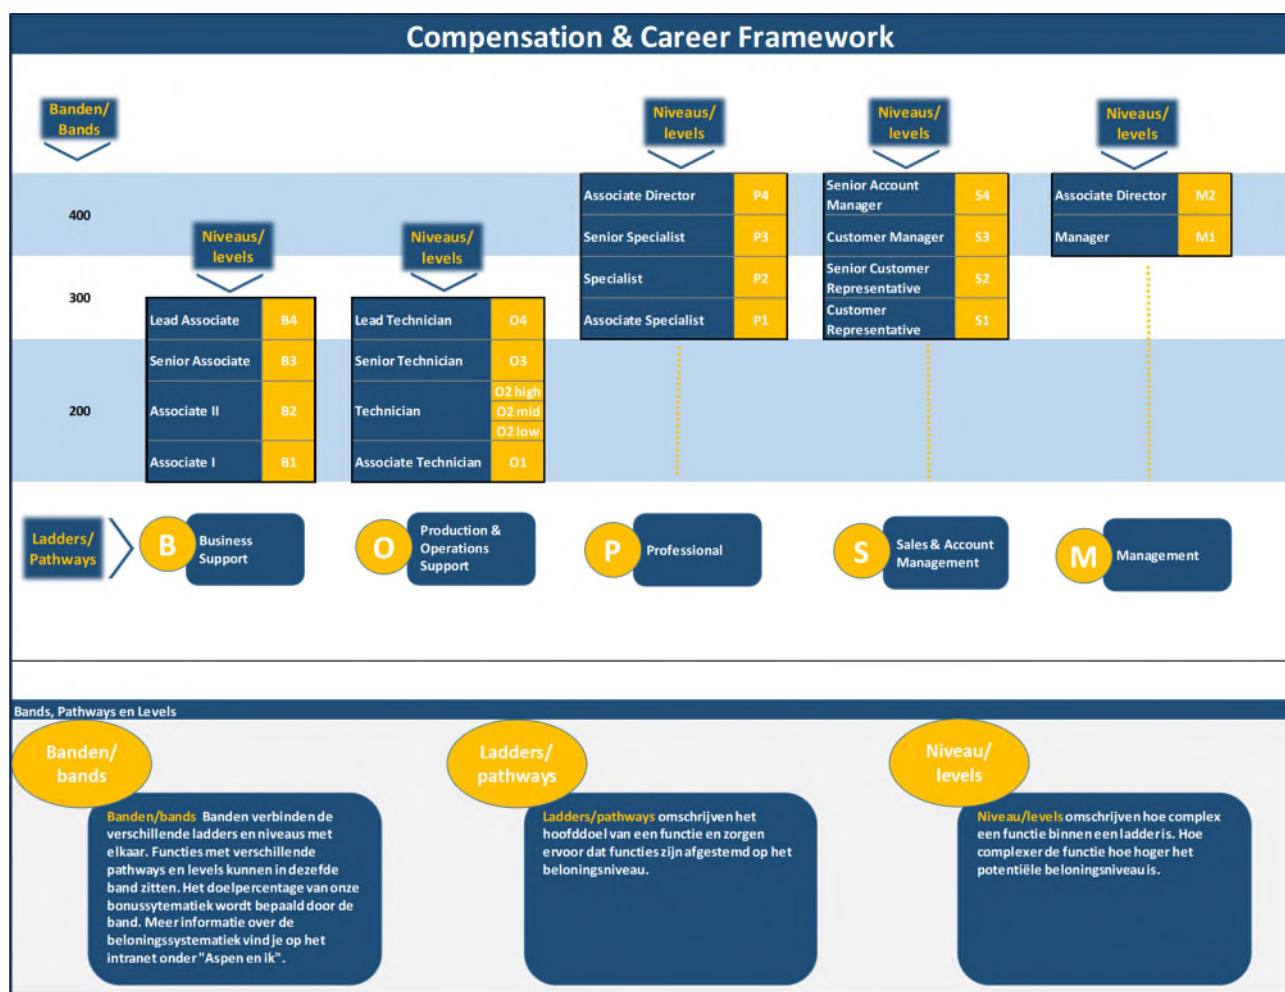 Compensation & Career Framework
Banden/
Bands
Niveaus/
levels
Niveaus/
levels
Niveaus/
levels
Niveaus/
levels
Niveaus/
levels
400
300
200
Lead Associate B4
Senior Associate B3
Associate II B2
Associate I B1
Lead Technician O4
Senior Technician O3
O2 high
Technician O2 mid
O2 low
Associate Technician O1
Associate Director P4
Senior Specialist P3
Specialist P2
Associate Specialist P1
Senior Account
Manager S4
Customer Manager S3
Senior Customer
Representative S2
Customer
Representative S1
Associate Director M2
Manager M1
Ladders/
Pathways
B Business
Support
O Production &
Operations
Support
P Professional
S Sales & Account
Management
M Management
Bands, Pathways en Levels
Banden/
bands
Banden/bands Banden verbinden de
verschillende ladders en niveaus met
elkaar. Functies met verschillende
pathways en levels kunnen in dezefde
band zitten. Het doelpercentage van onze
bonussytematiek wordt bepaald door de
band. Meer informatie over de
beloningssystematiek vind je op het
intranet onder "Aspen en ik".
Ladders/
pathways
Ladders/pathways omschrijven het
hoofddoel van een functie en zorgen
ervoor dat functies zijn afgestemd op het
beloningsniveau.
Niveau/
levels
Niveau/levels omschrijven hoe complex
een functie binnen een ladder is. Hoe
complexer de functie hoe hoger het
potentiële beloningsniveau is.